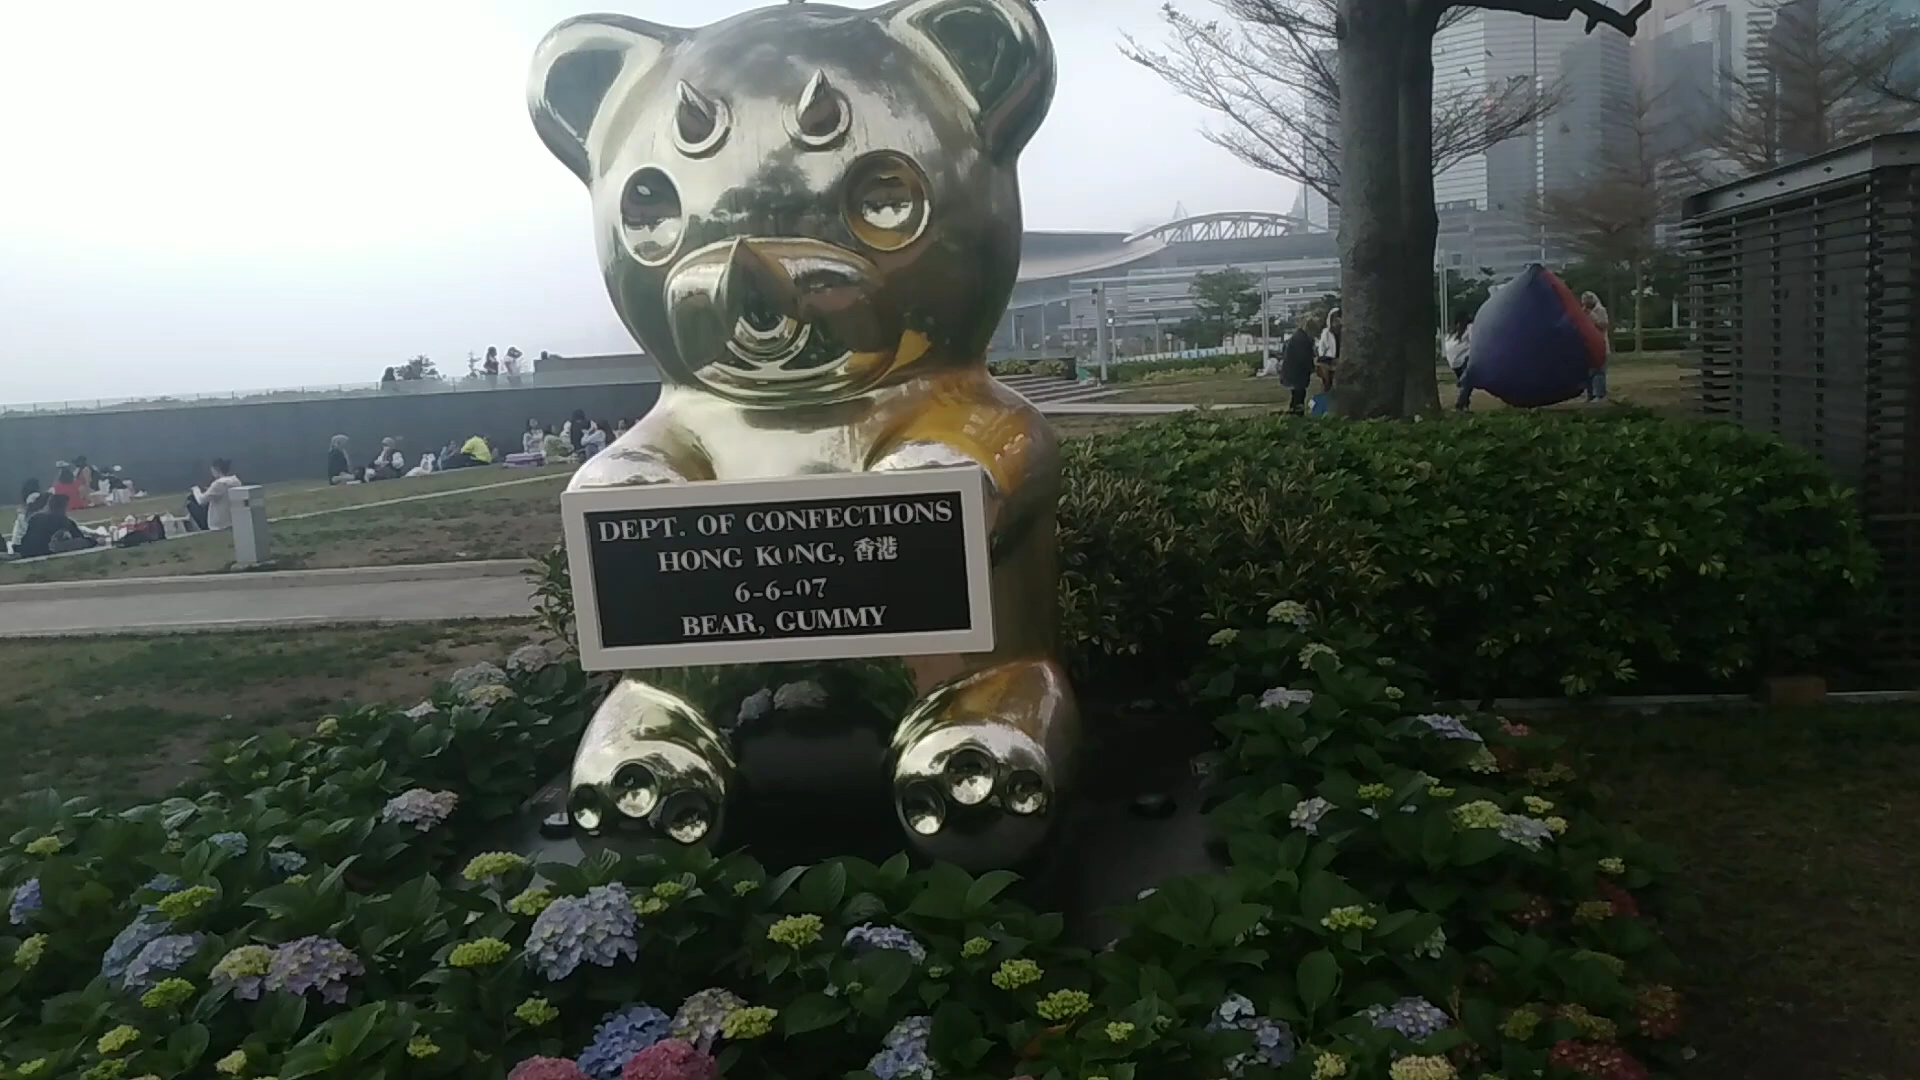 DEPT. OF CONFECTIONS
HONG KONG, 香港
6-6-07
BEAR, GUMMY